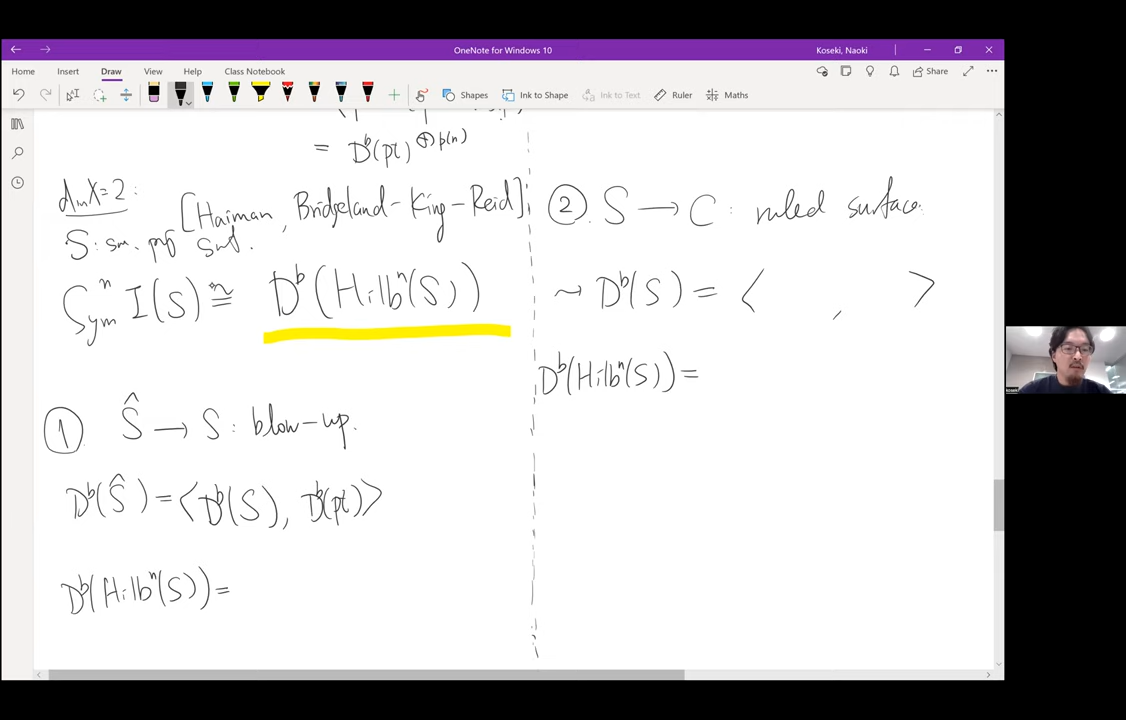 OneNote for Windows 10
Koseki, Naoki
Home Insert Draw View Help Class Notebook
Share
Shapes Ink to Shape Ink to Text Ruler Maths
= D^b(pt)^{⊕p(n)}
dim X=2:
[Haiman, Bridgeland-King-Reid]
S: sm. proj surf.
Sym^n I(S) ≅ D^b(Hilb^n(S))
① Ŝ → S: blow-up.
D^b(Ŝ) = ⟨D^b(S), D^b(pt)⟩
D^b(Hilb^n(S)) =
②. S → C: ruled surface.
⇝ D^b(S) = ⟨ , ⟩
D^b(Hilb^n(S)) =